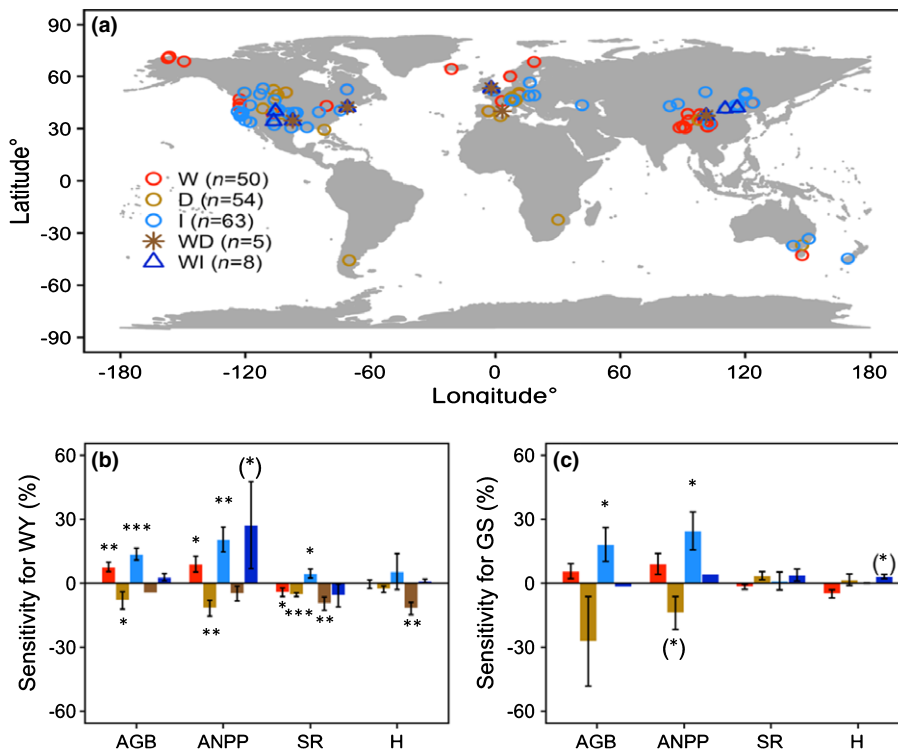 (a)
90
60
30
0
-30
-60
-90
Latitude°
W (n=50)
D (n=54)
I (n=63)
WD (n=5)
WI (n=8)
-180
-120
-60
0
60
120
180
Longitude°
(b)
60
30
0
-30
-60
Sensitivity for WY (%)
**
*
***
*
**
**
(*)
*
***
*
**
**
AGB
ANPP
SR
H
(c)
60
30
0
-30
-60
Sensitivity for GS (%)
*
(*)
*
(*)
AGB
ANPP
SR
H